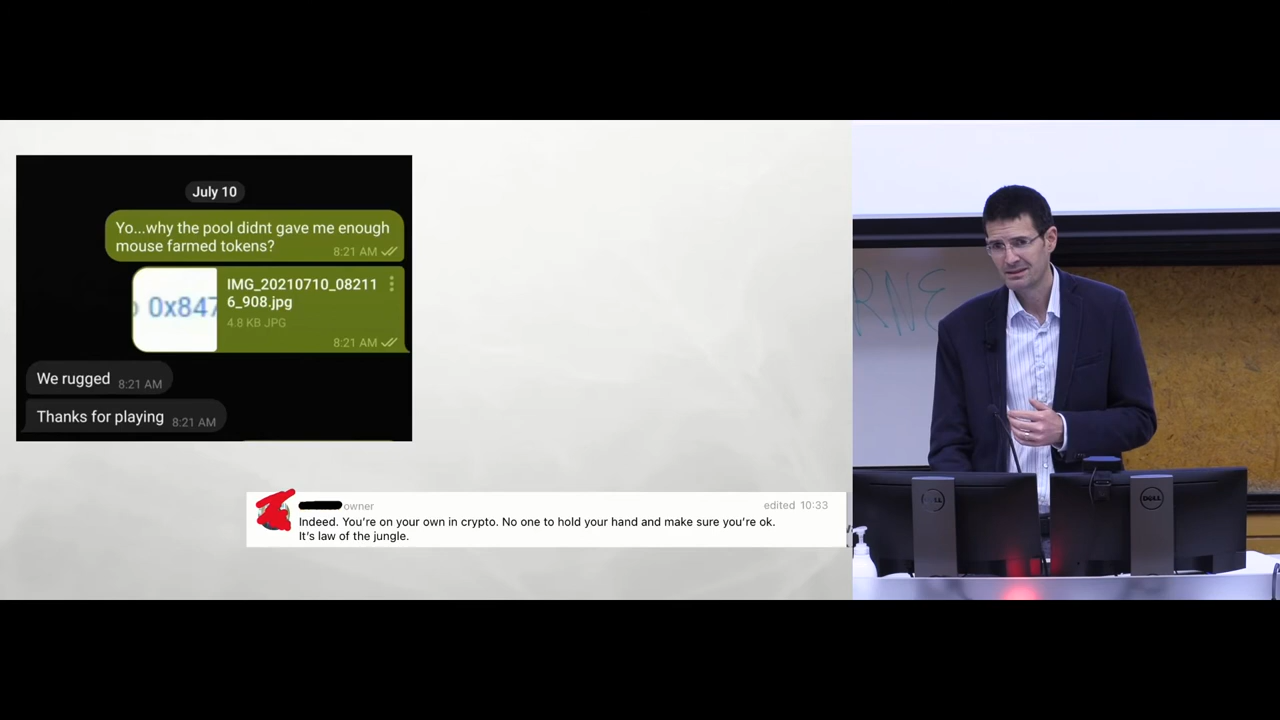 July 10
Yo...why the pool didnt gave me enough
mouse farmed tokens?
8:21 AM
0x847
IMG_20210710_08211
6_908.jpg
4.8 KB JPG
8:21 AM
We rugged 8:21 AM
Thanks for playing 8:21 AM
owner
edited 10:33
Indeed. You're on your own in crypto. No one to hold your hand and make sure you're ok.
It's law of the jungle.
RNE
DELL
DELL